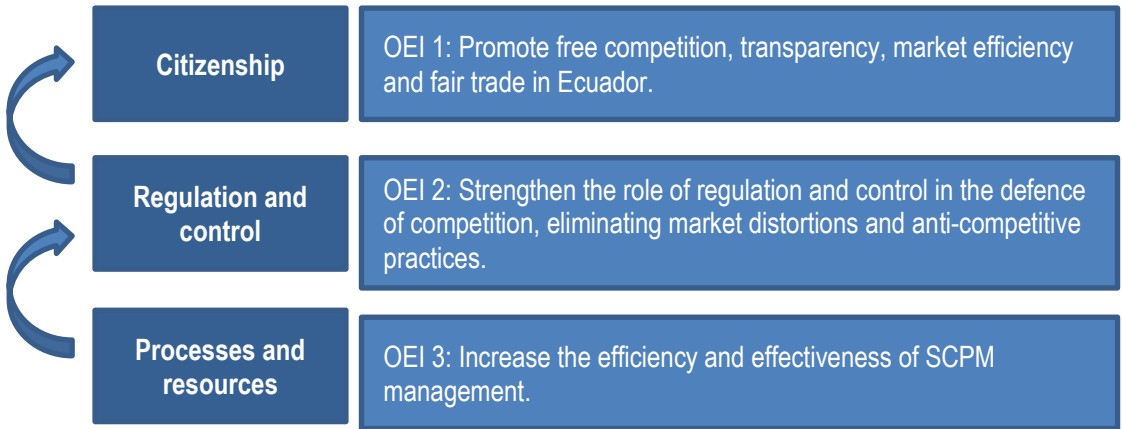 Citizenship
OEI 1: Promote free competition, transparency, market efficiency
and fair trade in Ecuador.
Regulation and
control
OEI 2: Strengthen the role of regulation and control in the defence
of competition, eliminating market distortions and anti-competitive
practices.
Processes and
resources
OEI 3: Increase the efficiency and effectiveness of SCPM
management.